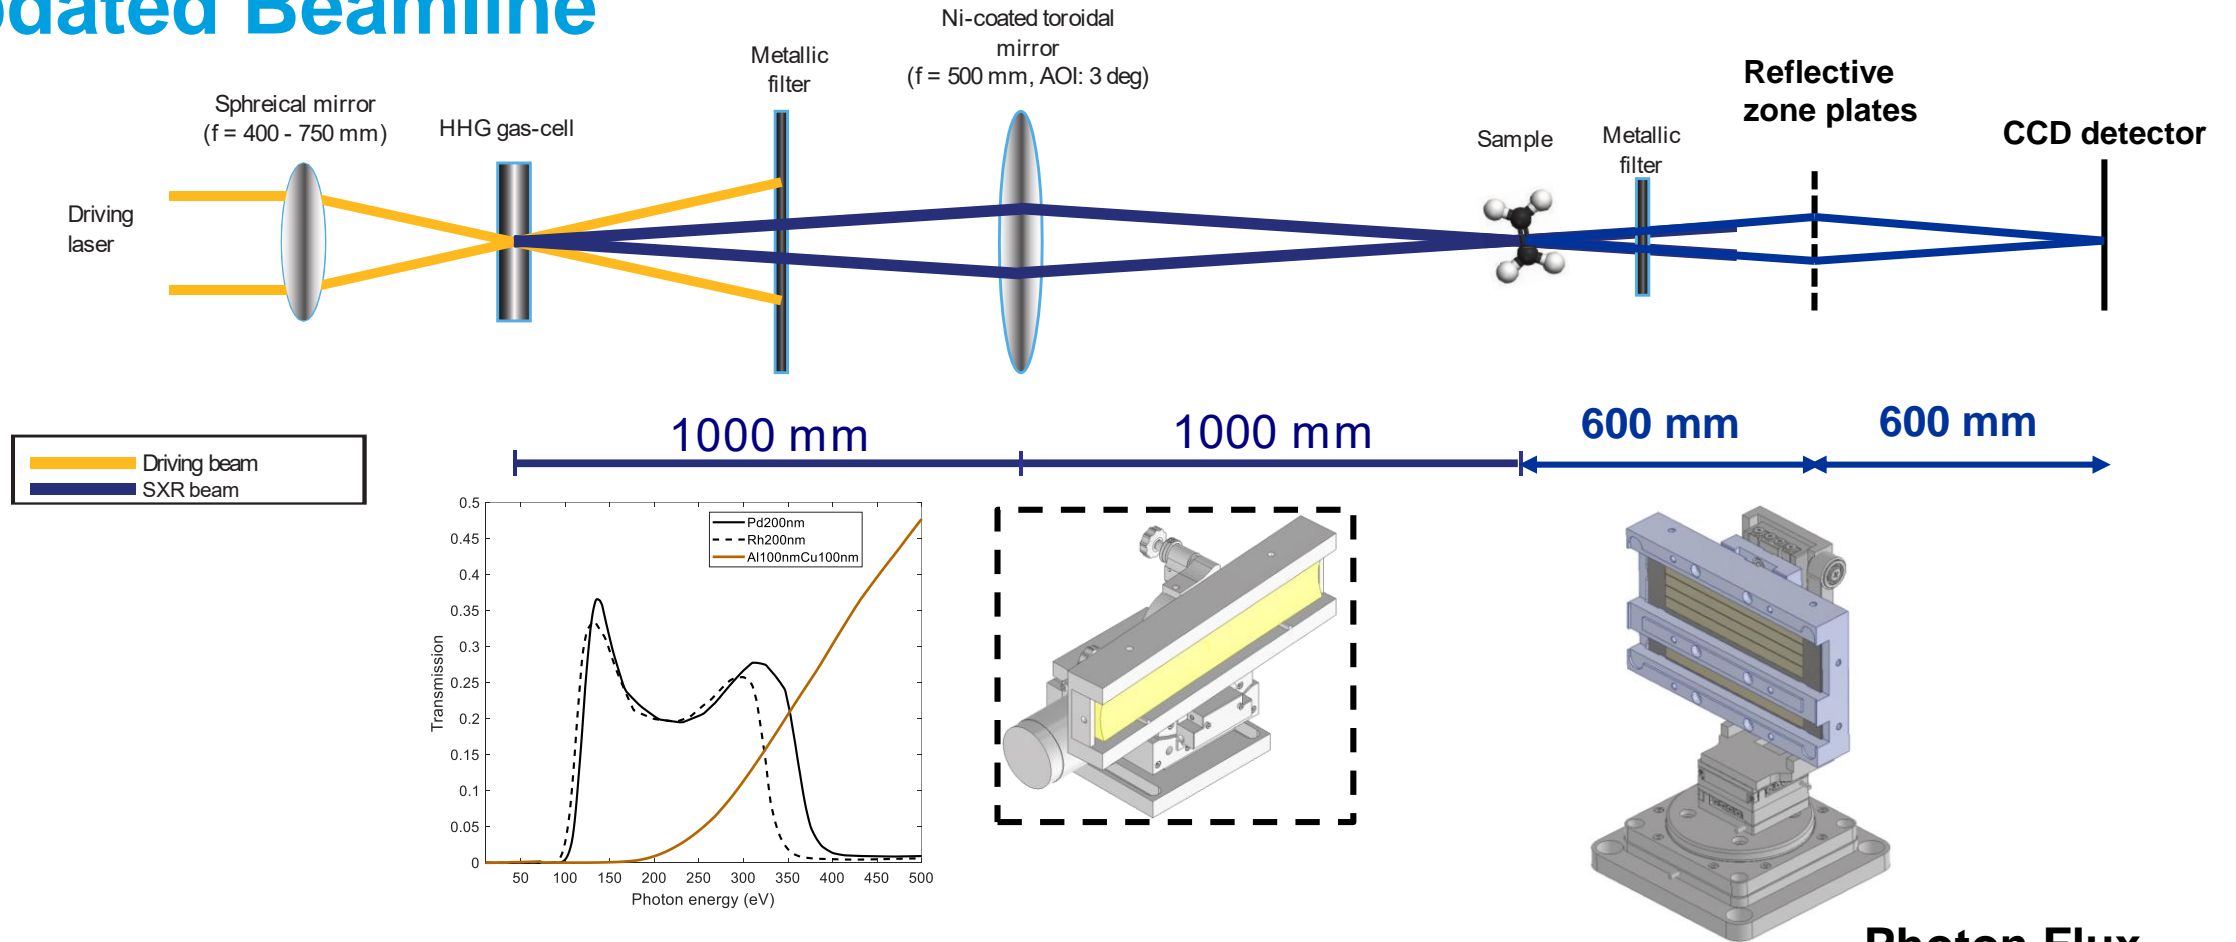 pdated Beamline
Ni-coated toroidal
mirror
(f = 500 mm, AOI: 3 deg)
Metallic
filter
Sphreical mirror
(f = 400 - 750 mm)
HHG gas-cell
Reflective
zone plates
CCD detector
Sample
Metallic
filter
Driving
laser
1000 mm
1000 mm
600 mm
600 mm
Driving beam
SXR beam
Pd200nm
Rh200nm
Al100nmCu100nm
Transmission
0.5
0.45
0.4
0.35
0.3
0.25
0.2
0.15
0.1
0.05
0
50 100 150 200 250 300 350 400 450 500
Photon energy (eV)
Photon Flux